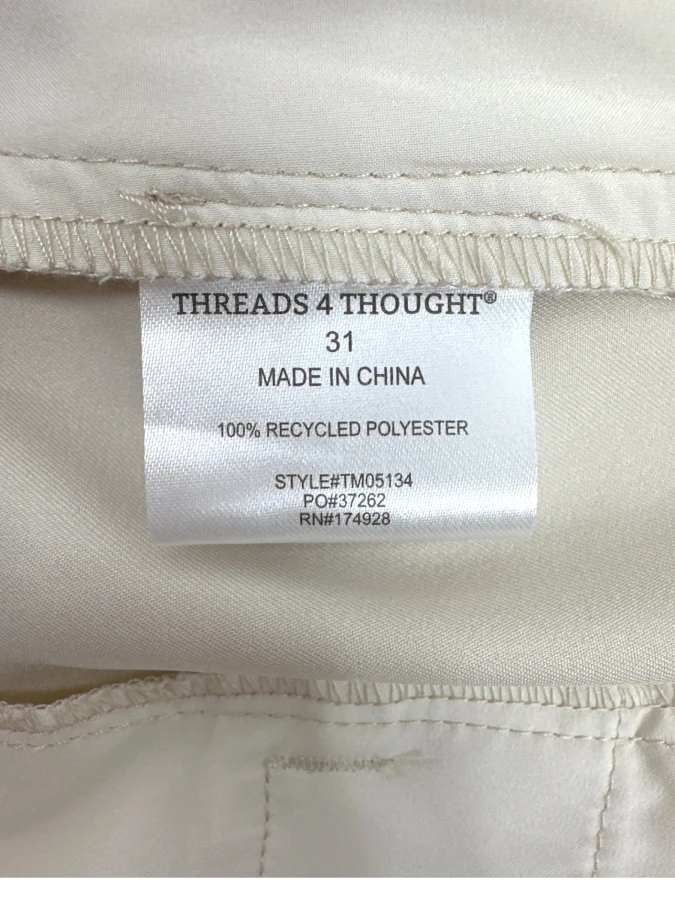 THREADS 4 THOUGHT®
31
MADE IN CHINA
100% RECYCLED POLYESTER
STYLE#TM05134
PO#37262
RN#174928